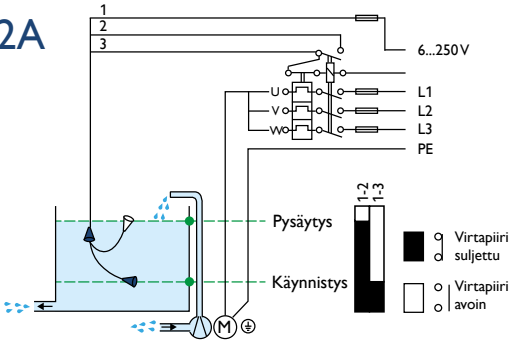 2A
1
2
3
6...250 V
U
L1
V
L2
W
L3
PE
1-2
1-3
Pysäytys
Käynnistys
Virtapiiri
suljettu
Virtapiiri
avoin
M